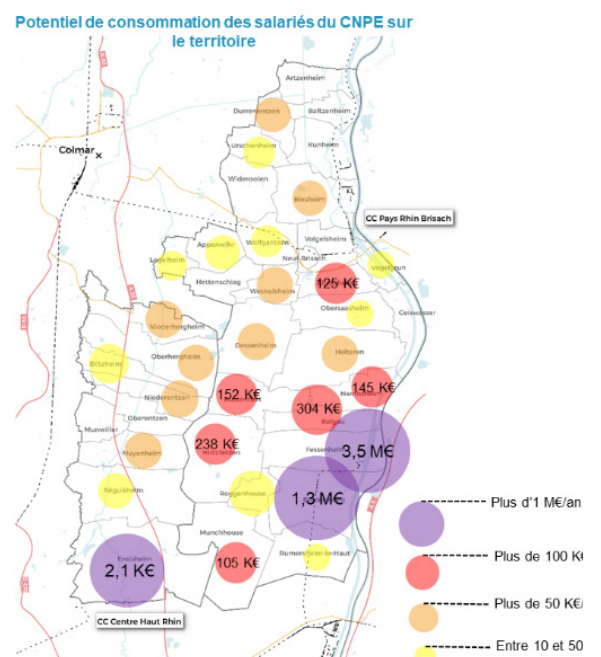 Potentiel de consommation des salariés du CNPE sur
le territoire
Artzenheim
Durrenentzen
Baltzenheim
Colmar
Urschenheim
Kunheim
Widensolen
Biesheim
CC Pays Rhin Brisach
Appenwihr
Wolfgantzen
Volgelsheim
Neuf-Brisach
Logelheim
Vogelgrun
Hettenschlag
Weckolsheim
125 K€
Obersaasheim
Geiswasser
Niederhergheim
Dessenheim
Heiteren
Oberhergheim
Biltzheim
145 K€
152 K€
Niederentzen
304 K€
Oberentzen
Munwiller
238 K€
Fessenheim
3,5 M€
Meyenheim
Réguisheim
Roggenhouse
1,3 M€
Plus d'1 M€/an
Munchhouse
Ensisheim
2,1 K€
105 K€
Rumersheim-le-Haut
Plus de 100 K
Plus de 50 K€/
CC Centre Haut Rhin
Entre 10 et 50